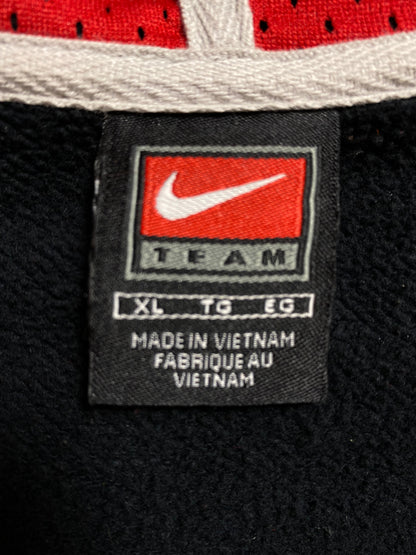 TEAM
XL TG EG
MADE IN VIETNAM
FABRIQUE AU
VIETNAM